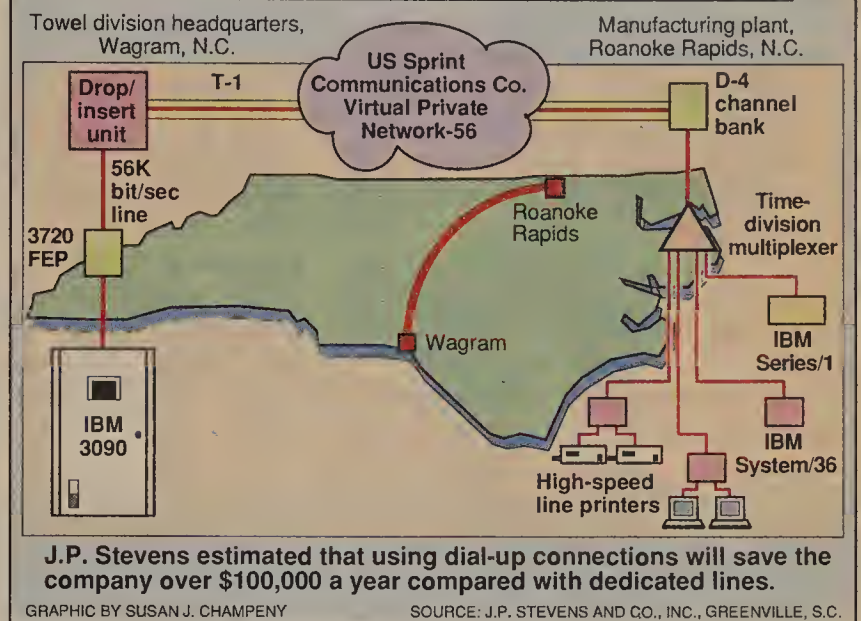 Towel division headquarters,
Wagram, N.C.
Manufacturing plant,
Roanoke Rapids, N.C.
US Sprint
Communications Co.
Virtual Private
Network-56
Drop/
insert
unit
T-1
D-4
channel
bank
56K
bit/sec
line
3720
FEP
Roanoke
Rapids
Time-
division
multiplexer
Wagram
IBM
Series/1
IBM
3090
IBM
System/36
High-speed
line printers
J.P. Stevens estimated that using dial-up connections will save the
company over $100,000 a year compared with dedicated lines.
GRAPHIC BY SUSAN J. CHAMPENY
SOURCE: J.P. STEVENS AND CO., INC., GREENVILLE, S.C.